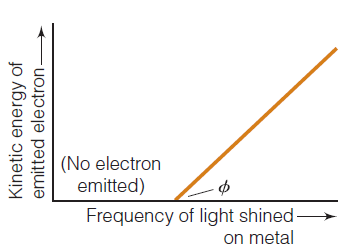 Kinetic energy of
emitted electron
(No electron
emitted)
ϕ
Frequency of light shined
on metal